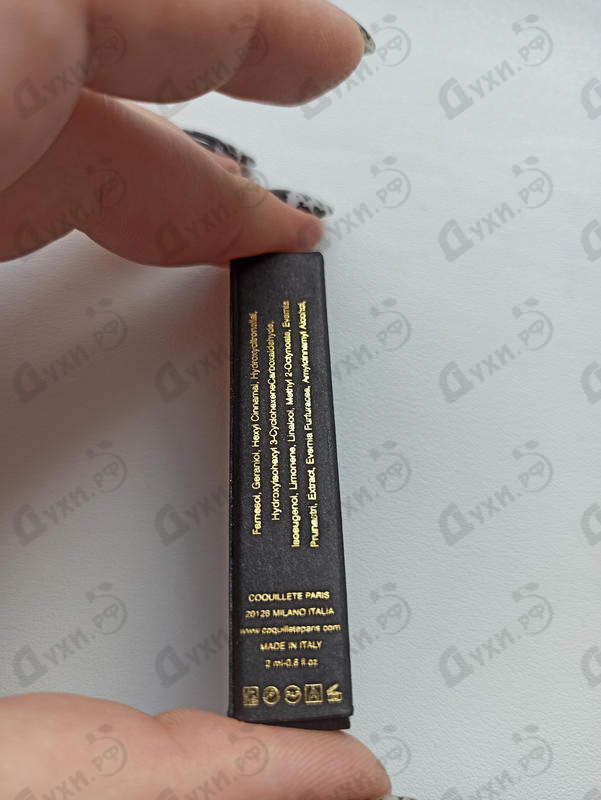 Farnesol, Geraniol, Hexyl Cinnamal, Hydroxycitronellal,
Hydroxyisohexyl 3-CyclohexeneCarboxaldehyde,
Isoeugenol, Limonene, Linalool, Methyl 2-Octynoate, Evernia
Prunastri, Extract, Evernia Furfuracea, Amylcinnamyl Alcohol,
COQUILLETE PARIS
20126 MILANO ITALIA
www.coquilleteparis.com
MADE IN ITALY
2 ml-0.6 fl oz
Духи.РФ